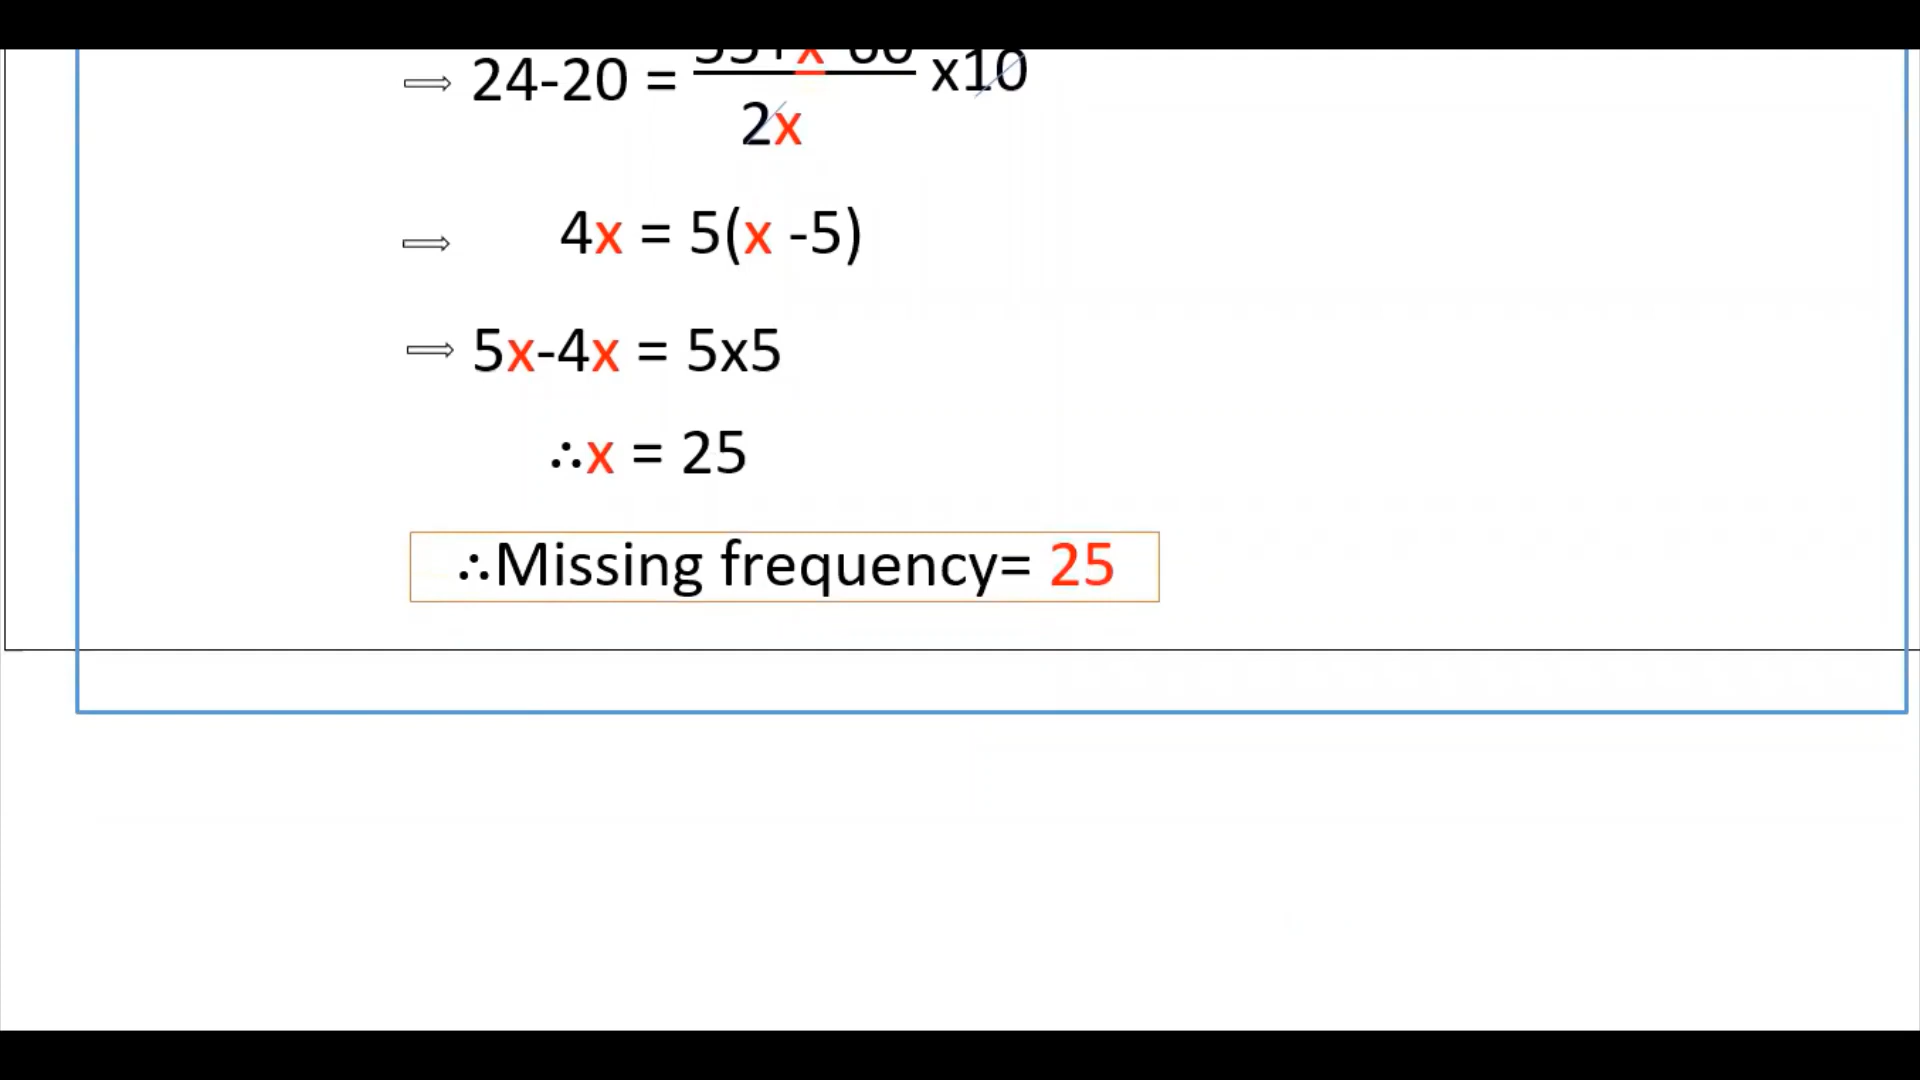 ⇒ 24-20 = x x10
2x
⇒ 4x = 5(x -5)
⇒ 5x-4x = 5x5
∴x = 25
∴Missing frequency= 25